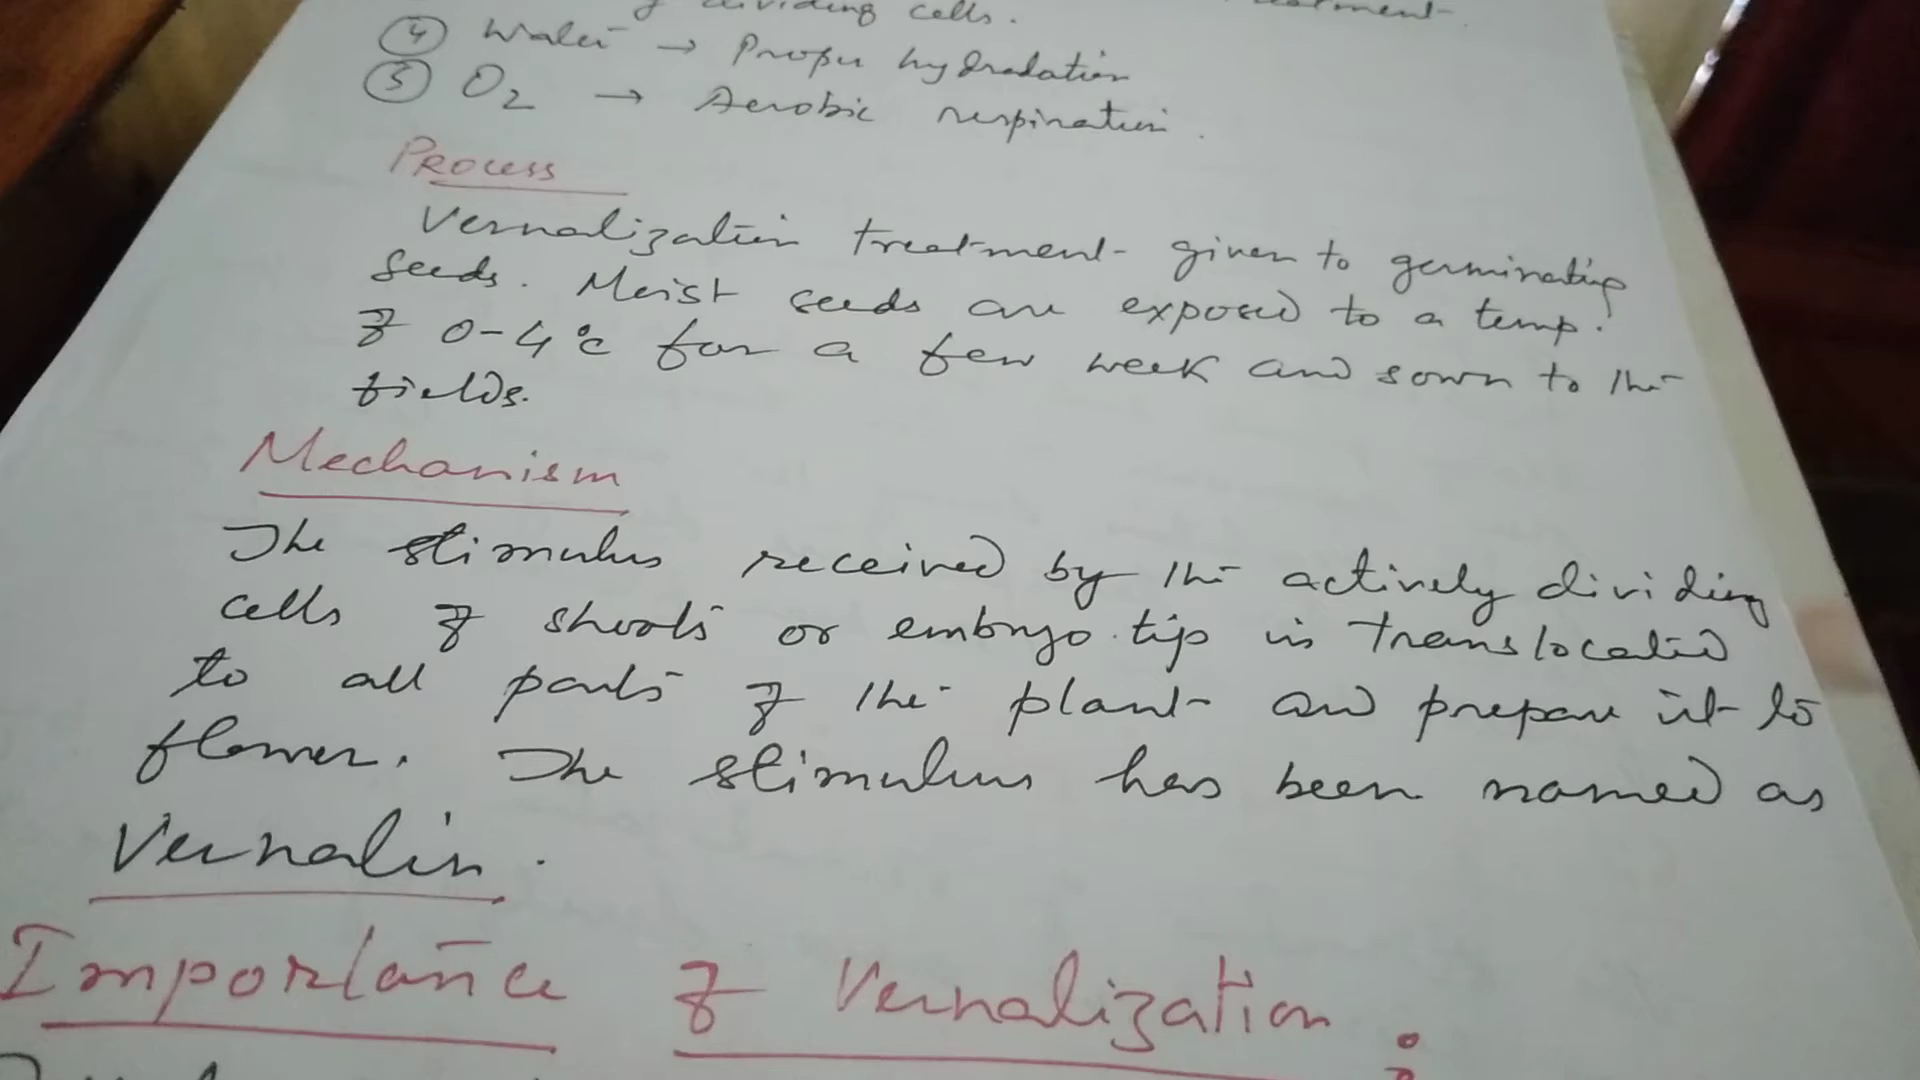 dividing cells.
④ Water → Proper hydradation
⑤ O2 → Aerobic respiration.
Process
Vernalization treatment given to germinating
seeds. Moist seeds are exposed to a temp.
of 0-4°c for a few week and sown to the
fields.
Mechanism
The stimulus received by the actively dividing
cells of shoots or embryo tip is translocated
to all parts of the plant and prepare it to
flower. The stimulus has been named as
Vernalin.
Importance of Vernalization: